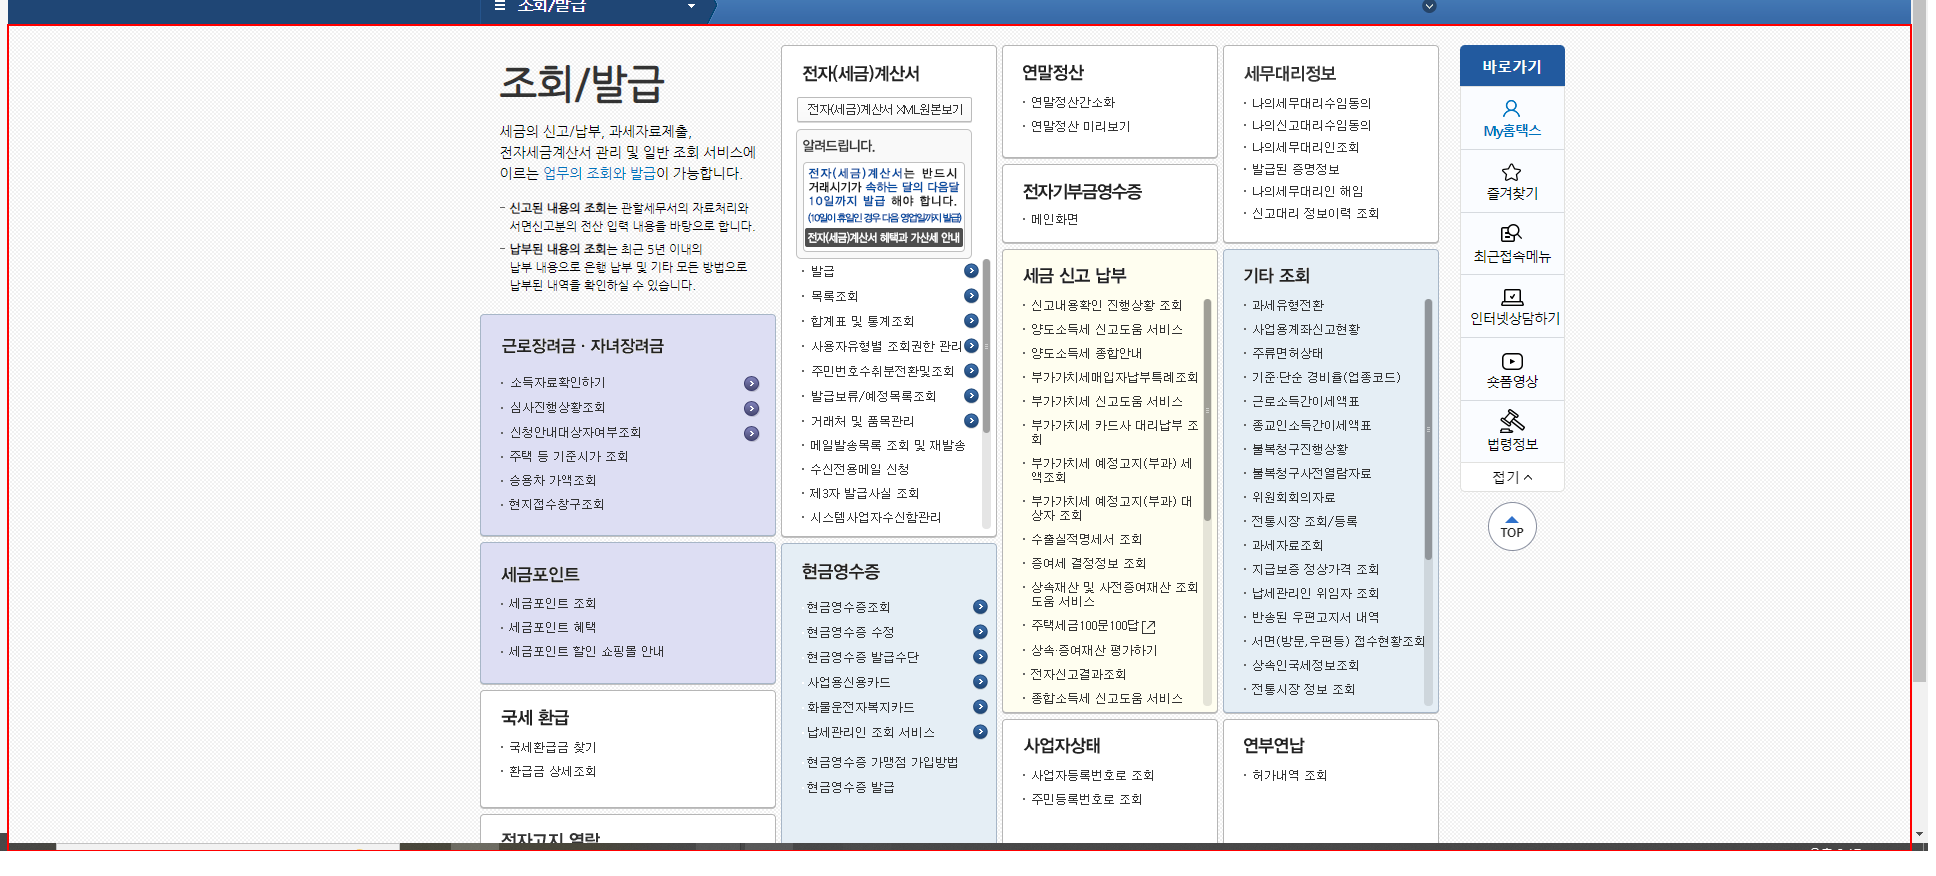 조회/발급
조회/발급
세금의 신고/납부, 과세자료제출,
전자세금계산서 관리 및 일반 조회 서비스에
이르는 업무의 조회와 발급이 가능합니다.
- 신고된 내용의 조회는 관할세무서의 자료처리와
서면신고분의 전산 입력 내용을 바탕으로 합니다.
- 납부된 내용의 조회는 최근 5년 이내의
납부 내용으로 은행 납부 및 기타 모든 방법으로
납부된 내역을 확인하실 수 있습니다.
근로장려금 · 자녀장려금
· 소득자료확인하기
· 심사진행상황조회
· 신청안내대상자여부조회
· 주택 등 기준시가 조회
· 승용차 가액조회
· 현지접수창구조회
세금포인트
· 세금포인트 조회
· 세금포인트 혜택
· 세금포인트 할인 쇼핑몰 안내
국세 환급
· 국세환급금 찾기
· 환급금 상세조회
전자고지 열람
전자(세금)계산서
전자(세금)계산서 XML원본보기
알려드립니다.
전자(세금)계산서는 반드시
거래시기가 속하는 달의 다음달
10일까지 발급 해야 합니다.
(10일이 휴일인 경우 다음 영업일까지 발급)
전자(세금)계산서 혜택과 가산세 안내
· 발급
· 목록조회
· 합계표 및 통계조회
· 사용자유형별 조회권한 관리
· 주민번호수취분전환및조회
· 발급보류/예정목록조회
· 거래처 및 품목관리
· 메일발송목록 조회 및 재발송
· 수신전용메일 신청
· 제3자 발급사실 조회
· 시스템사업자수신함관리
현금영수증
현금영수증조회
현금영수증 수정
현금영수증 발급수단
사업용신용카드
화물운전자복지카드
납세관리인 조회 서비스
현금영수증 가맹점 가입방법
현금영수증 발급
연말정산
· 연말정산간소화
· 연말정산 미리보기
전자기부금영수증
· 메인화면
세금 신고 납부
· 신고내용확인 진행상황 조회
· 양도소득세 신고도움 서비스
· 양도소득세 종합안내
· 부가가치세매입자납부특례조회
· 부가가치세 신고도움 서비스
· 부가가치세 카드사 대리납부 조
회
· 부가가치세 예정고지(부과) 세
액조회
· 부가가치세 예정고지(부과) 대
상자 조회
· 수출실적명세서 조회
· 증여세 결정정보 조회
· 상속재산 및 사전증여재산 조회
도움 서비스
· 주택세금100문100답
· 상속·증여재산 평가하기
· 전자신고결과조회
· 종합소득세 신고도움 서비스
사업자상태
· 사업자등록번호로 조회
· 주민등록번호로 조회
세무대리정보
· 나의세무대리수임동의
· 나의신고대리수임동의
· 나의세무대리인조회
· 발급된 증명정보
· 나의세무대리인 해임
· 신고대리 정보이력 조회
기타 조회
· 과세유형전환
· 사업용계좌신고현황
· 주류면허상태
· 기준·단순 경비율(업종코드)
· 근로소득간이세액표
· 종교인소득간이세액표
· 불복청구진행상황
· 불복청구사전열람자료
· 위원회회의자료
· 전통시장 조회/등록
· 과세자료조회
· 지급보증 정상가격 조회
· 납세관리인 위임자 조회
· 반송된 우편고지서 내역
· 서면(방문,우편등) 접수현황조회
· 상속인국세정보조회
· 전통시장 정보 조회
연부연납
· 허가내역 조회
바로가기
My홈택스
즐겨찾기
최근접속메뉴
인터넷상담하기
숏폼영상
법령정보
접기
TOP